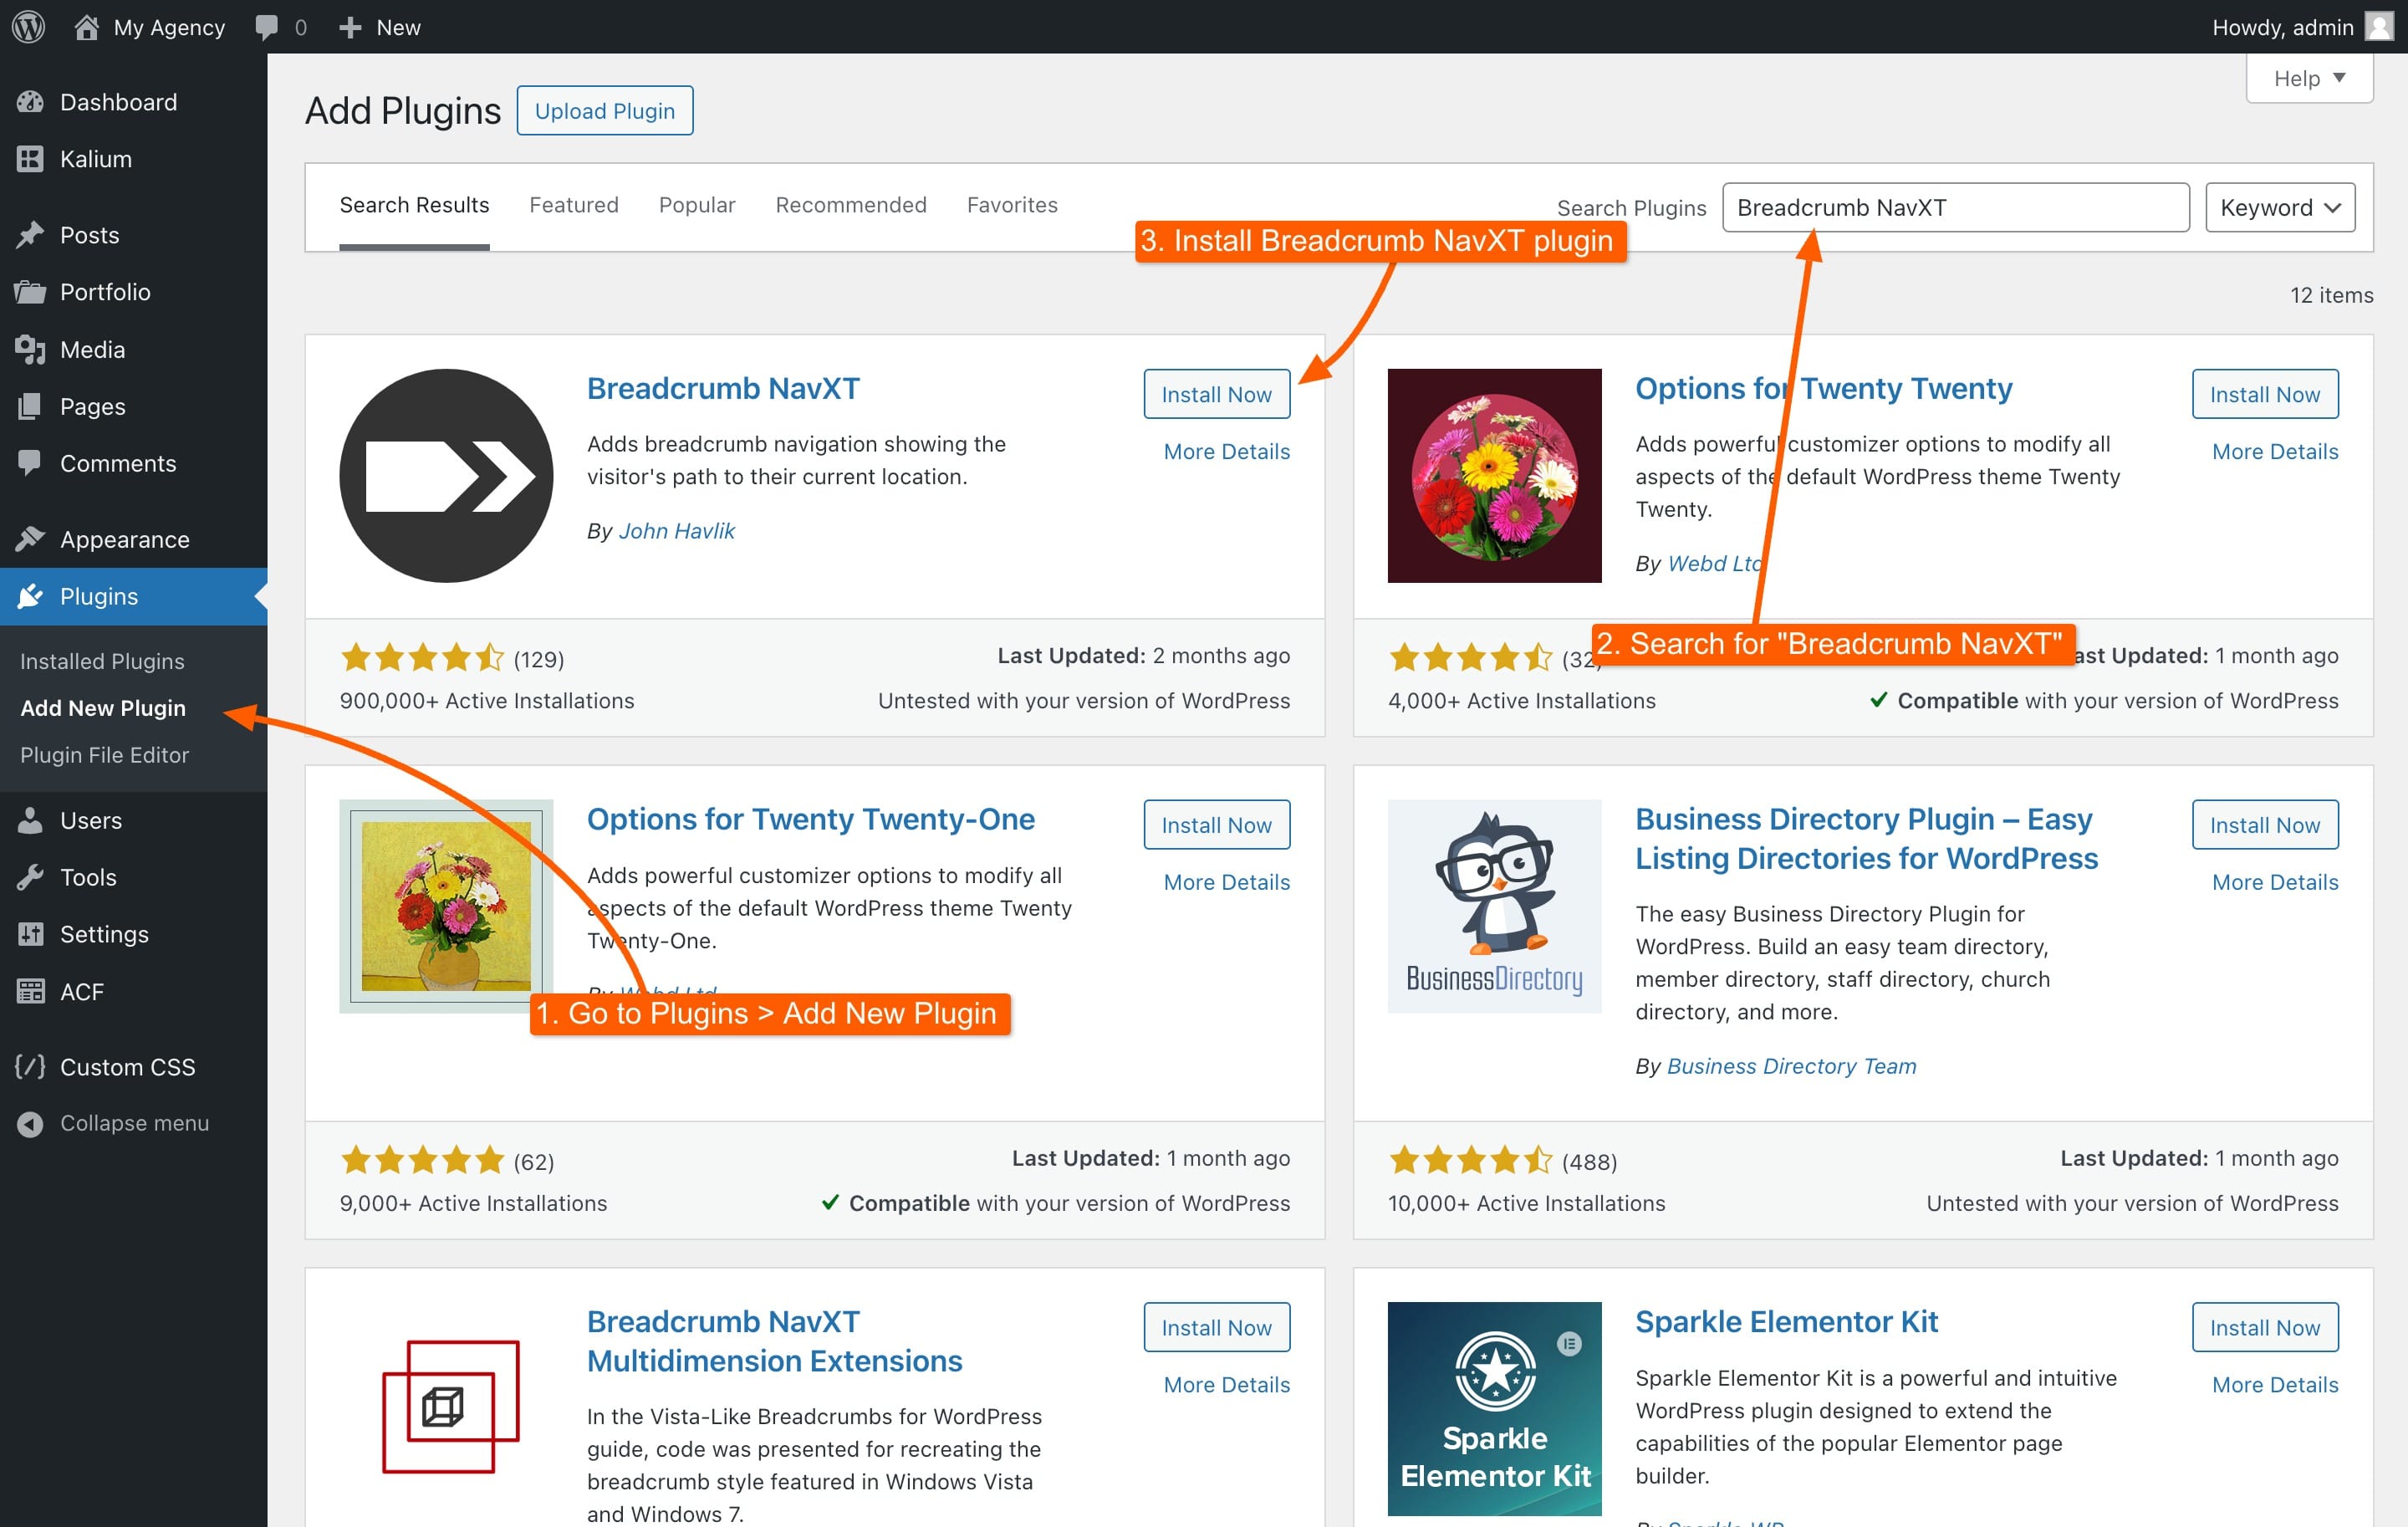 My Agency
0
New
Howdy, admin
Dashboard
Kalium
Posts
Portfolio
Media
Pages
Comments
Appearance
Plugins
Installed Plugins
Add New Plugin
Plugin File Editor
Users
Tools
Settings
ACF
Custom CSS
Collapse menu
Help
Add Plugins
Upload Plugin
Search Results
Featured
Popular
Recommended
Favorites
Search Plugins
Breadcrumb NavXT
Keyword
3. Install Breadcrumb NavXT plugin
12 items
Breadcrumb NavXT
Install Now
More Details
Adds breadcrumb navigation showing the
visitor's path to their current location.
By John Havlik
(129)
Last Updated: 2 months ago
900,000+ Active Installations
Untested with your version of WordPress
Options for Twenty Twenty
Install Now
More Details
Adds powerful customizer options to modify all
aspects of the default WordPress theme Twenty
Twenty.
By Webd Ltd
2. Search for "Breadcrumb NavXT"
(32)
Last Updated: 1 month ago
4,000+ Active Installations
Compatible with your version of WordPress
Options for Twenty Twenty-One
Install Now
More Details
Adds powerful customizer options to modify all
aspects of the default WordPress theme Twenty
Twenty-One.
By Webd Ltd
1. Go to Plugins > Add New Plugin
(62)
Last Updated: 1 month ago
9,000+ Active Installations
Compatible with your version of WordPress
BusinessDirectory
Business Directory Plugin – Easy
Listing Directories for WordPress
Install Now
More Details
The easy Business Directory Plugin for
WordPress. Build an easy team directory,
member directory, staff directory, church
directory, and more.
By Business Directory Team
(488)
Last Updated: 1 month ago
10,000+ Active Installations
Untested with your version of WordPress
Breadcrumb NavXT
Multidimension Extensions
Install Now
More Details
In the Vista-Like Breadcrumbs for WordPress
guide, code was presented for recreating the
breadcrumb style featured in Windows Vista
and Windows 7.
Sparkle
Elementor Kit
Sparkle Elementor Kit
Install Now
More Details
Sparkle Elementor Kit is a powerful and intuitive
WordPress plugin designed to extend the
capabilities of the popular Elementor page
builder.
By Sparkle WP